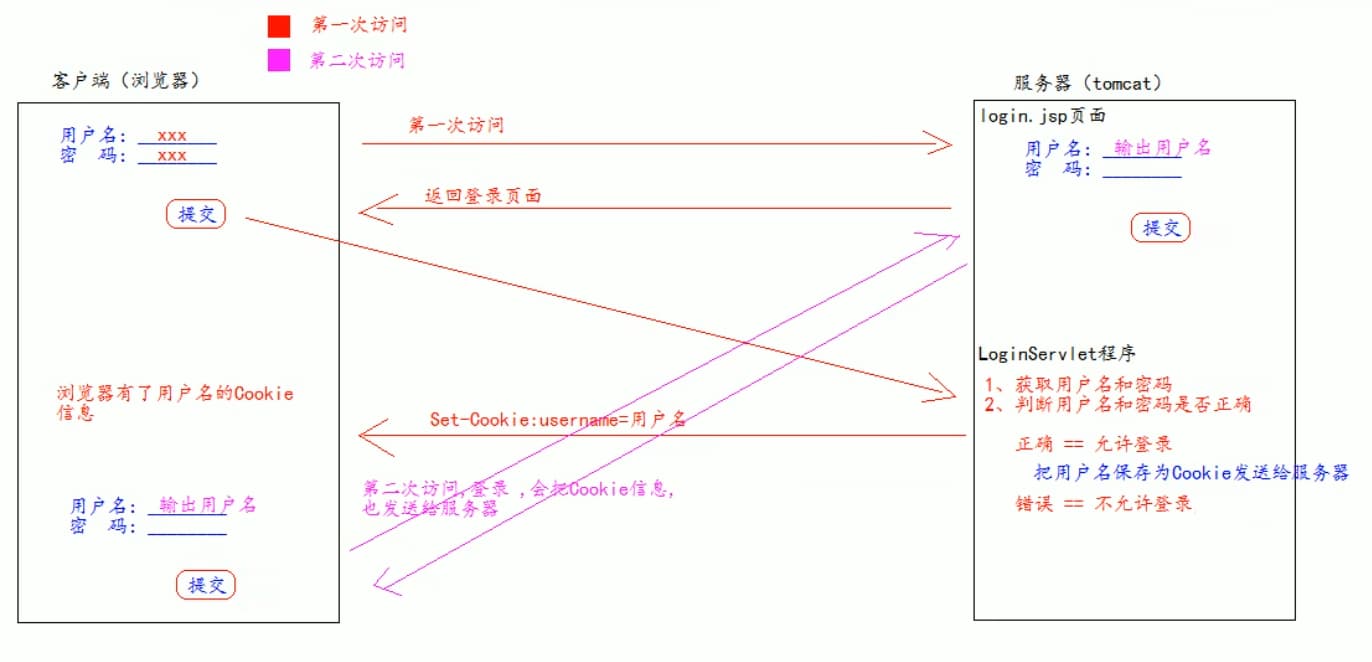 第一次访问
第二次访问
客户端（浏览器）
用户名： xxx
密 码： xxx
提交
浏览器有了用户名的Cookie
信息
用户名： 输出用户名
密 码：
提交
第一次访问
返回登录页面
Set-Cookie:username=用户名
第二次访问,登录 ,会把Cookie信息,
也发送给服务器
服务器（tomcat）
login.jsp页面
用户名： 输出用户名
密 码：
提交
LoginServlet程序
1、获取用户名和密码
2、判断用户名和密码是否正确
正确 == 允许登录
把用户名保存为Cookie发送给服务器
错误 == 不允许登录